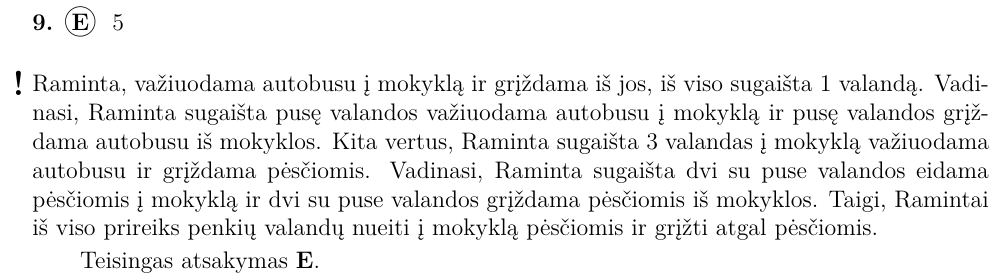 9. E 5
! Raminta, važiuodama autobusu į mokyklą ir grįždama iš jos, iš viso sugaišta 1 valandą. Vadi-
nasi, Raminta sugaišta pusę valandos važiuodama autobusu į mokyklą ir pusę valandos grįž-
dama autobusu iš mokyklos. Kita vertus, Raminta sugaišta 3 valandas į mokyklą važiuodama
autobusu ir grįždama pėsčiomis. Vadinasi, Raminta sugaišta dvi su puse valandos eidama
pėsčiomis į mokyklą ir dvi su puse valandos grįždama pėsčiomis iš mokyklos. Taigi, Ramintai
iš viso prireiks penkių valandų nueiti į mokyklą pėsčiomis ir grįžti atgal pėsčiomis.
Teisingas atsakymas E.